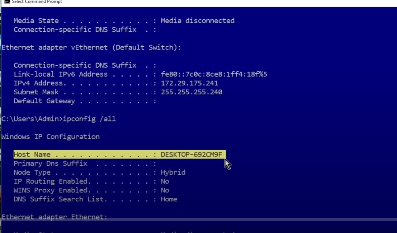 Select Command Prompt
Media State . . . . . . . . . . . : Media disconnected
Connection-specific DNS Suffix  . :
Ethernet adapter vEthernet (Default Switch):
Connection-specific DNS Suffix  . :
Link-local IPv6 Address . . . . . : fe80::7c0c:8ce8:1ff4:18f%5
IPv4 Address. . . . . . . . . . . : 172.29.175.241
Subnet Mask . . . . . . . . . . . : 255.255.255.240
Default Gateway . . . . . . . . . :
C:\Users\Admin>ipconfig /all
Windows IP Configuration
Host Name . . . . . . . . . . . . : DESKTOP-692CM9F
Primary Dns Suffix  . . . . . . . :
Node Type . . . . . . . . . . . . : Hybrid
IP Routing Enabled. . . . . . . . : No
WINS Proxy Enabled. . . . . . . . : No
DNS Suffix Search List. . . . . . : Home
Ethernet adapter Ethernet: